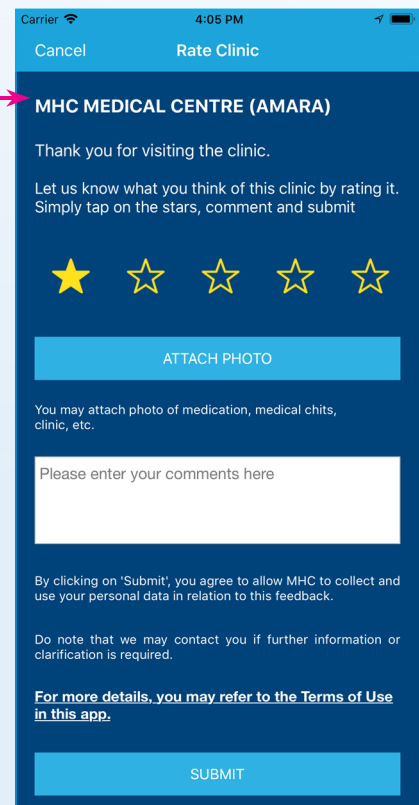 Carrier 4:05 PM
Cancel Rate Clinic
MHC MEDICAL CENTRE (AMARA)
Thank you for visiting the clinic.
Let us know what you think of this clinic by rating it.
Simply tap on the stars, comment and submit
ATTACH PHOTO
You may attach photo of medication, medical chits,
clinic, etc.
Please enter your comments here
By clicking on 'Submit', you agree to allow MHC to collect and
use your personal data in relation to this feedback.
Do note that we may contact you if further information or
clarification is required.
For more details, you may refer to the Terms of Use
in this app.
SUBMIT